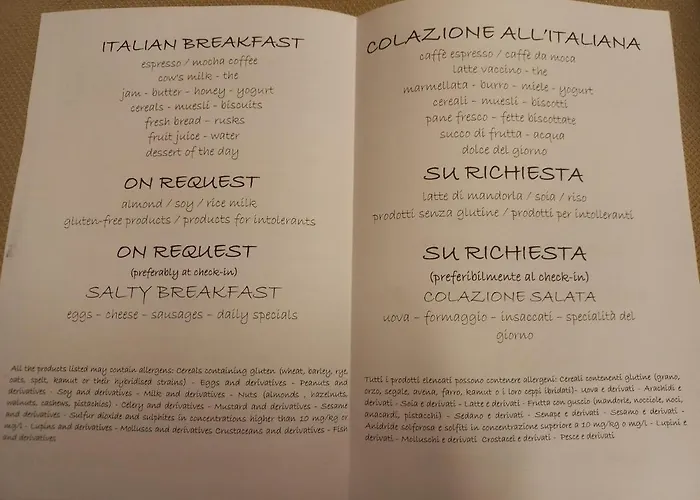 ITALIAN BREAKFAST
espresso / mocha coffee
cow's milk - the
jam - butter - honey - yogurt
cereals - muesli - biscuits
fresh bread - rusks
fruit juice - water
dessert of the day
ON REQUEST
almond / soy / rice milk
gluten-free products / products for intolerants
ON REQUEST
(preferably at check-in)
SALTY BREAKFAST
eggs - cheese - sausages - daily specials
All the products listed may contain allergens: Cereals containing gluten (wheat, barley, rye,
oats, spelt, kamut or their hybridised strains) - Eggs and derivatives - Peanuts and
derivatives - Soy and derivatives - Milk and derivatives - Nuts (almonds , hazelnuts,
walnuts, cashews, pistachios) - Celery and derivatives - Mustard and derivatives - Sesame
and derivatives - Sulfur dioxide and sulphites in concentrations higher than 10 mg/kg or
mg/l - Lupins and derivatives - Molluscs and derivatives Crustaceans and derivatives - Fish
and derivatives
COLAZIONE ALL'ITALIANA
caffè espresso / caffè da moca
latte vaccino - the
marmellata - burro - miele - yogurt
cereali - muesli - biscotti
pane fresco - fette biscottate
succo di frutta - acqua
dolce del giorno
SU RICHIESTA
latte di mandorla / soia / riso
prodotti senza glutine / prodotti per intolleranti
SU RICHIESTA
(preferibilmente al check-in)
COLAZIONE SALATA
uova - formaggio - insaccati - specialità del
giorno
Tutti i prodotti elencati possono contenere allergeni: Cereali contenenti glutine (grano,
orzo, segale, avena, farro, kamut o i loro ceppi ibridati)- Uova e derivati - Arachidi e
derivati - Soia e derivati - Latte e derivati - Frutta con guscio (mandorle, nocciole, noci,
anacardi, pistacchi) - Sedano e derivati - Senape e derivati - Sesamo e derivati -
Anidride solforosa e solfiti in concentrazione superiore a 10 mg/kg o mg/l - Lupini e
derivati - Molluschi e derivati Crostacei e derivati - Pesce e derivati